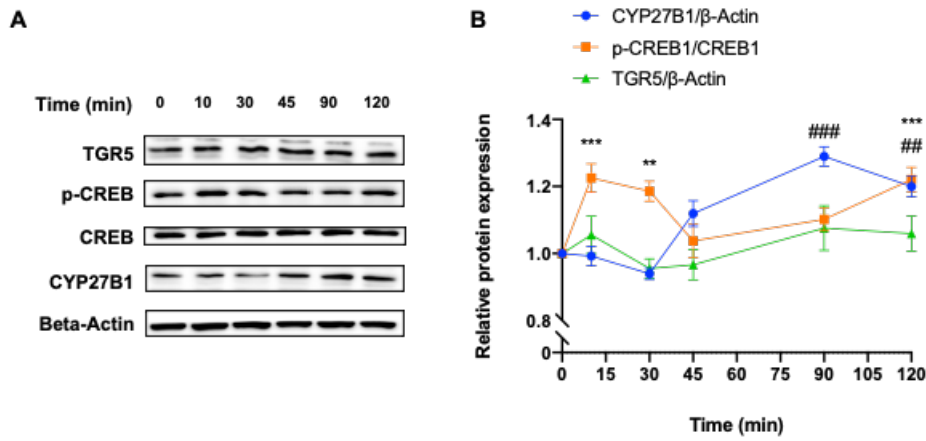 A
Time (min) 0 10 30 45 90 120
TGR5
p-CREB
CREB
CYP27B1
Beta-Actin
B
CYP27B1/β-Actin
p-CREB1/CREB1
TGR5/β-Actin
Relative protein expression
1.4
1.2
1.0
0.8
0
*** ** ### ***
##
0 15 30 45 60 75 90 105 120
Time (min)